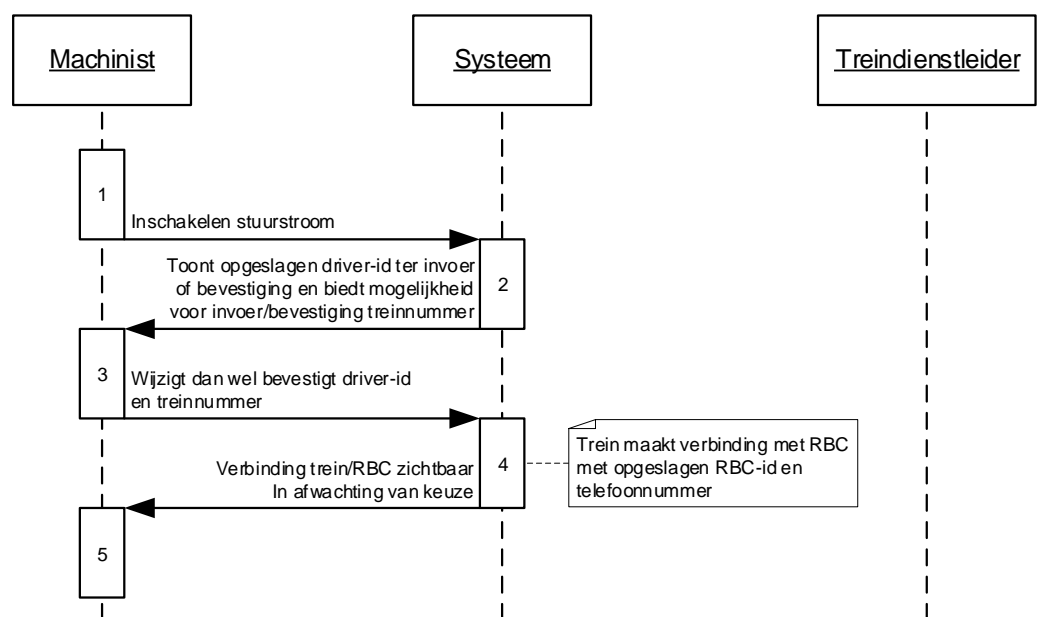 Machinist
Systeem
Treindienstleider
1
Inschakelen stuurstroom
Toont opgeslagen driver-id ter invoer
of bevestiging en biedt mogelijkheid
voor invoer/bevestiging treinnummer
2
3
Wijzigt dan wel bevestigt driver-id
en treinnummer
Verbinding trein/RBC zichtbaar
In afwachting van keuze
4
Trein maakt verbinding met RBC
met opgeslagen RBC-id en
telefoonnummer
5